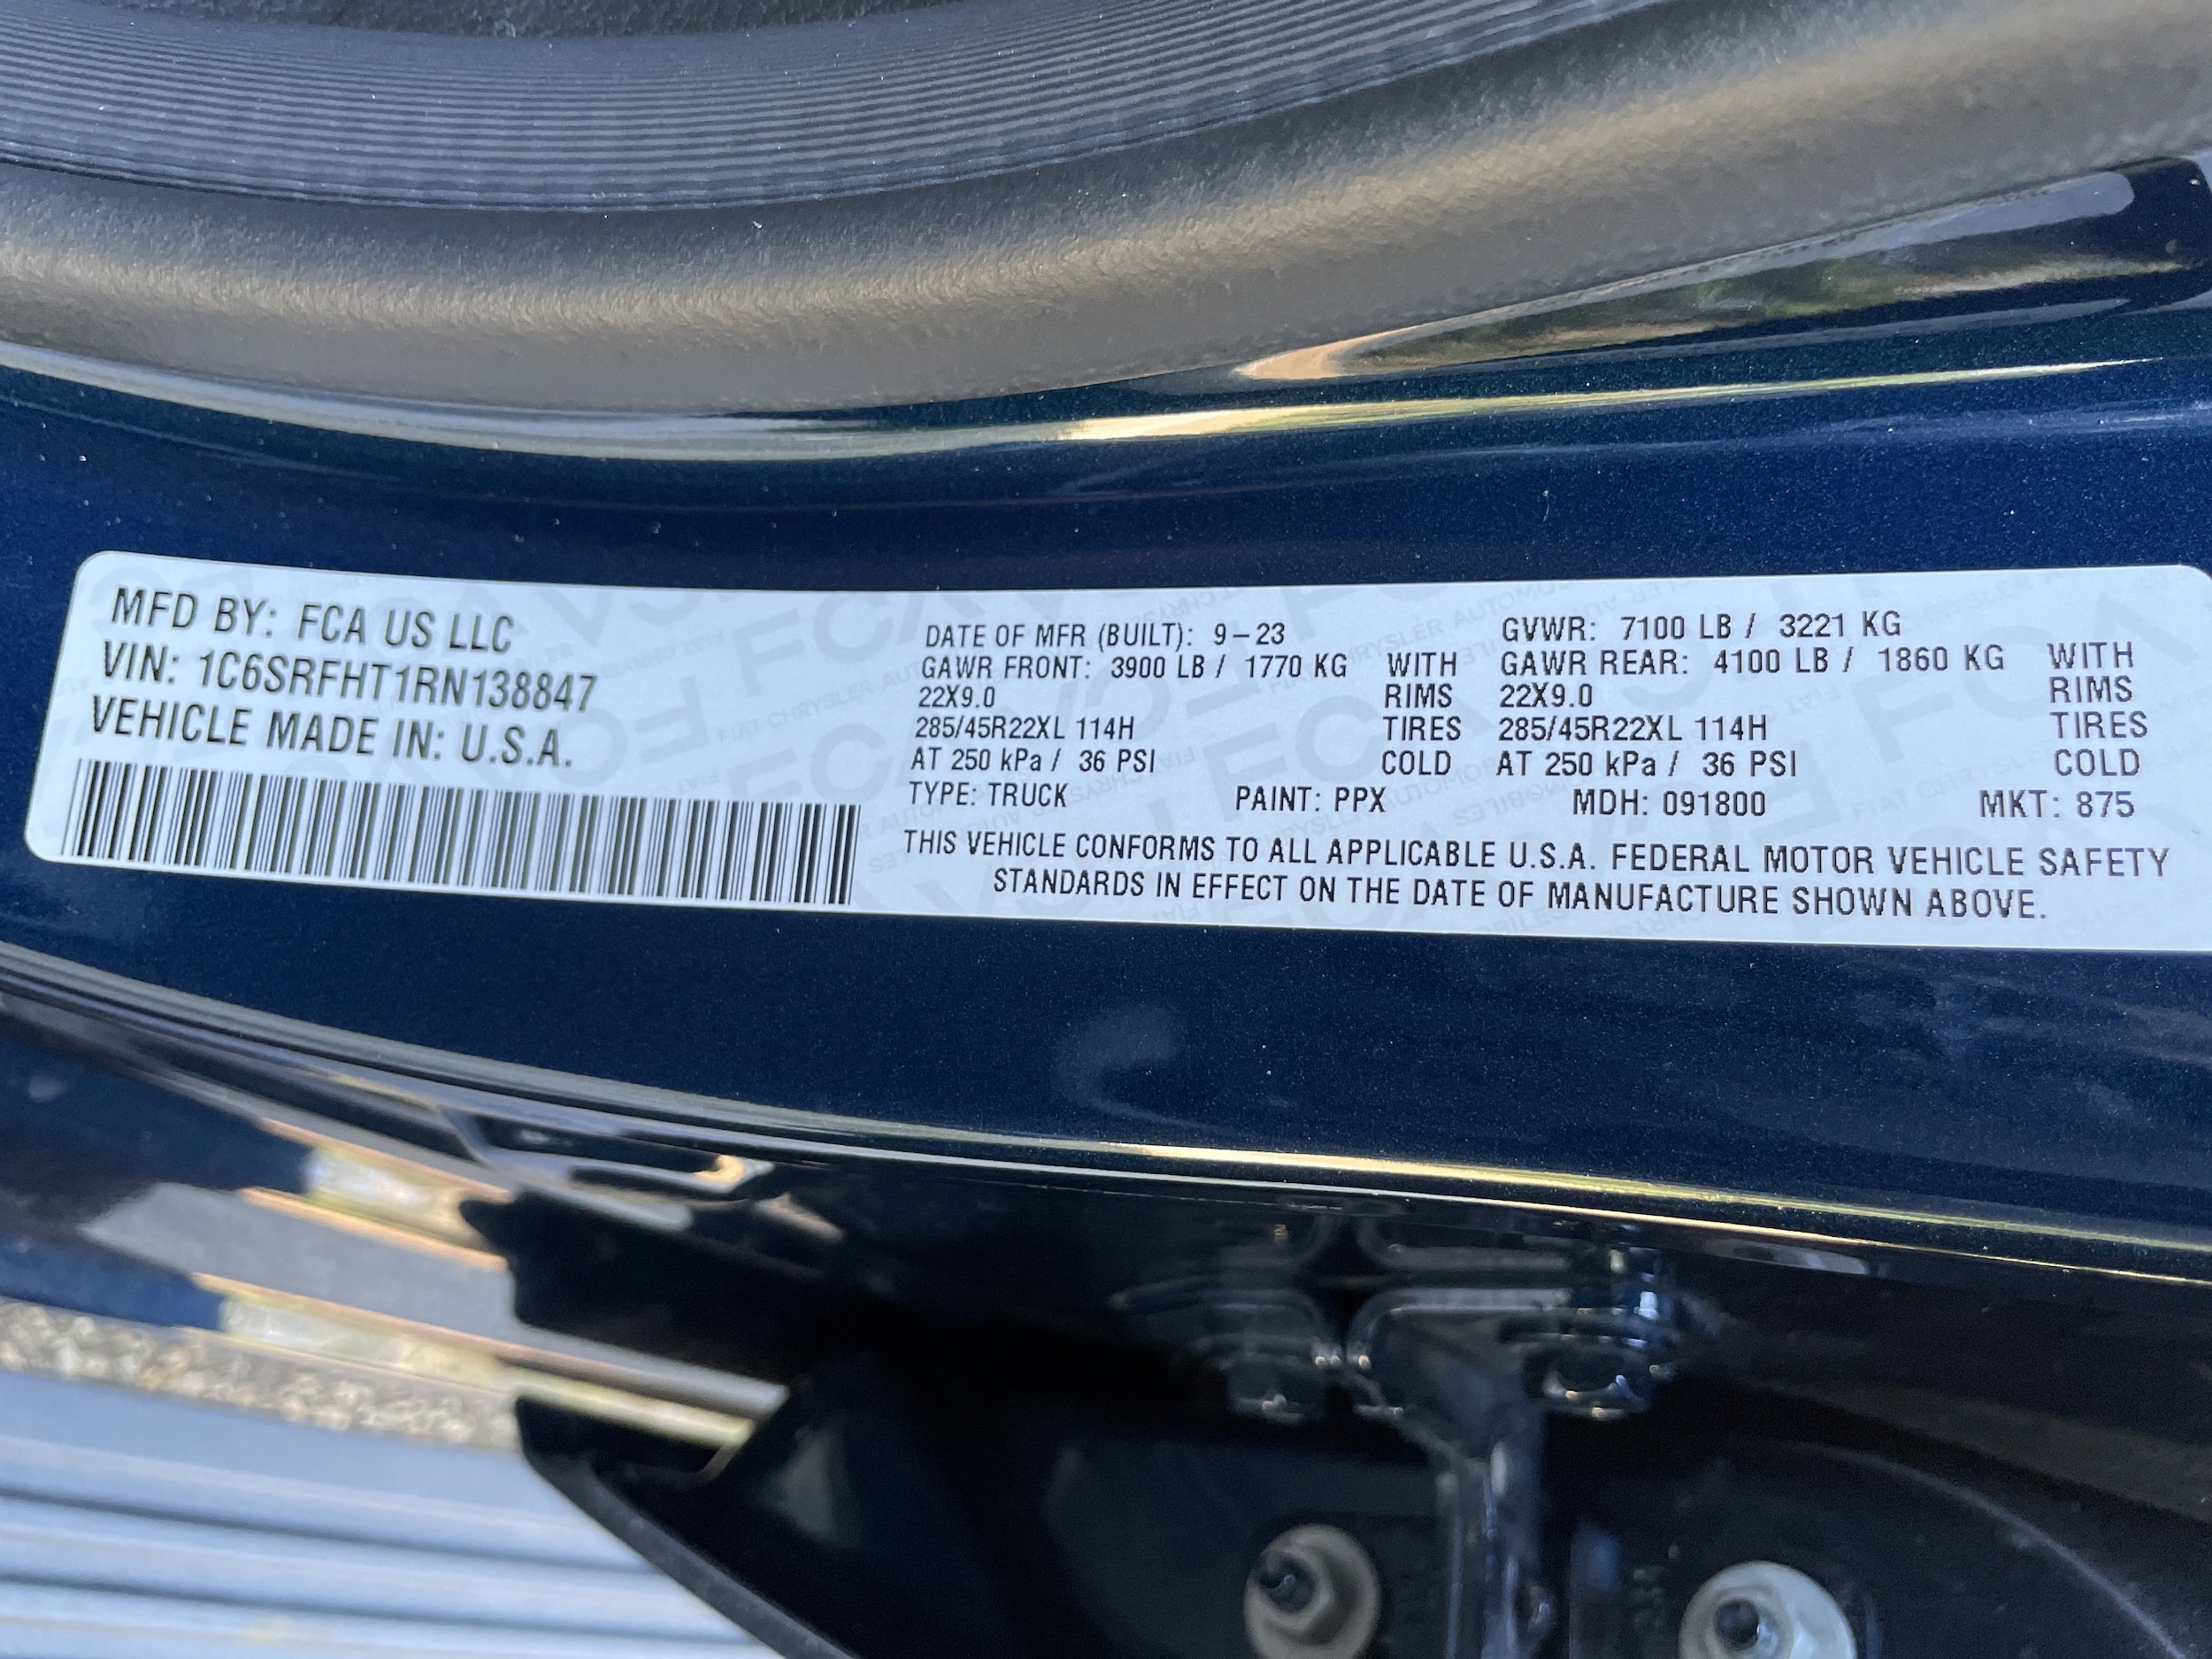 MFD BY: FCA US LLC
VIN: 1C6SRFHT1RN138847
VEHICLE MADE IN: U.S.A.
DATE OF MFR (BUILT): 9-23 GVWR: 7100 LB / 3221 KG
GAWR FRONT: 3900 LB / 1770 KG WITH GAWR REAR: 4100 LB / 1860 KG WITH
22X9.0 RIMS 22X9.0 RIMS
285/45R22XL 114H TIRES 285/45R22XL 114H TIRES
AT 250 kPa / 36 PSI COLD AT 250 kPa / 36 PSI COLD
TYPE: TRUCK PAINT: PPX MDH: 091800 MKT: 875
THIS VEHICLE CONFORMS TO ALL APPLICABLE U.S.A. FEDERAL MOTOR VEHICLE SAFETY
STANDARDS IN EFFECT ON THE DATE OF MANUFACTURE SHOWN ABOVE.